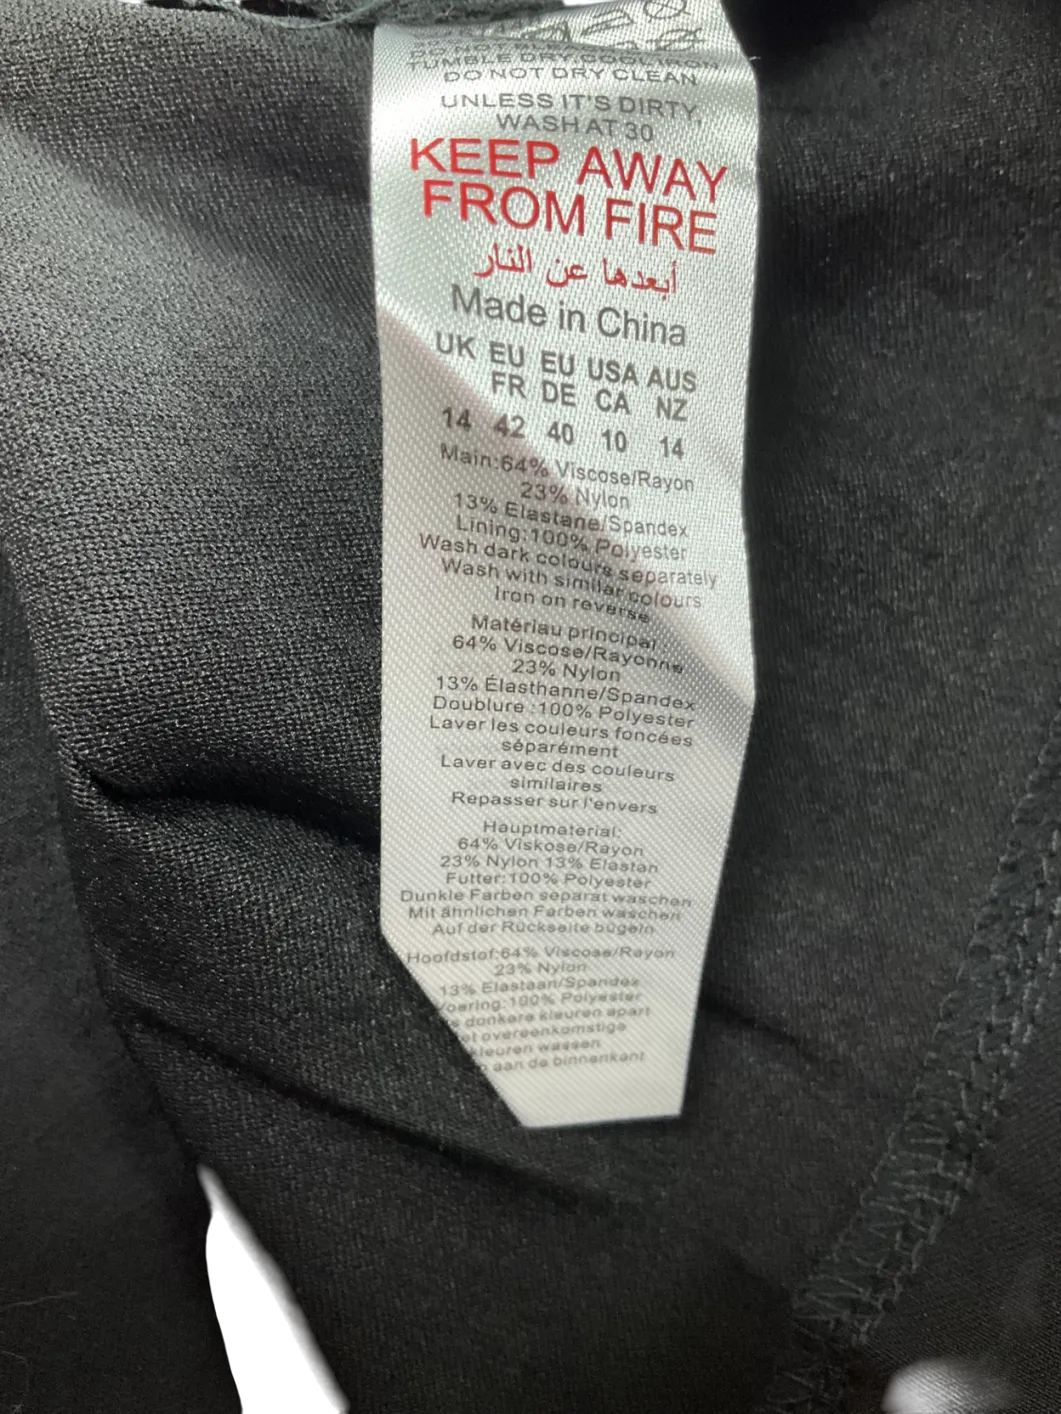 TUMBLE DRY, COOL IRON,
DO NOT DRY CLEAN
UNLESS IT'S DIRTY,
WASH AT 30
KEEP AWAY
FROM FIRE
أبعدها عن النار
Made in China
UK EU EU USA AUS
FR DE CA NZ
14 42 40 10 14
Main:64% Viscose/Rayon
23% Nylon
13% Elastane/Spandex
Lining:100% Polyester
Wash dark colours separately
Wash with similar colours
Iron on reverse
Matériau principal:
64% Viscose/Rayonne
23% Nylon
13% Élasthanne/Spandex
Doublure :100% Polyester
Laver les couleurs foncées
séparément
Laver avec des couleurs
similaires
Repasser sur l'envers
Hauptmaterial:
64% Viskose/Rayon
23% Nylon 13% Elastan
Futter:100% Polyester
Dunkle Farben separat waschen
Mit ähnlichen Farben waschen
Auf der Rückseite bügeln
Hoofdstof:64% Viscose/Rayon
23% Nylon
13% Elastaan/Spandex
Voering:100% Polyester
donkere kleuren apart
overeenkomstige
kleuren wassen
aan de binnenkant